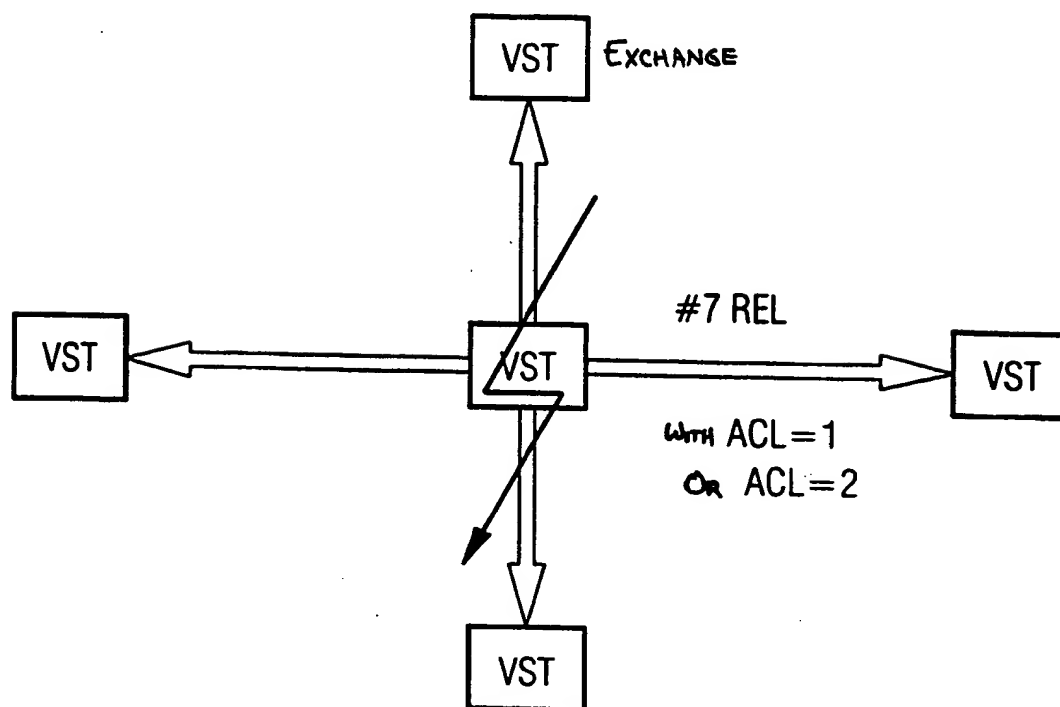 VST EXCHANGE
VST
VST
#7 REL
VST
WITH ACL=1
OR ACL=2
VST